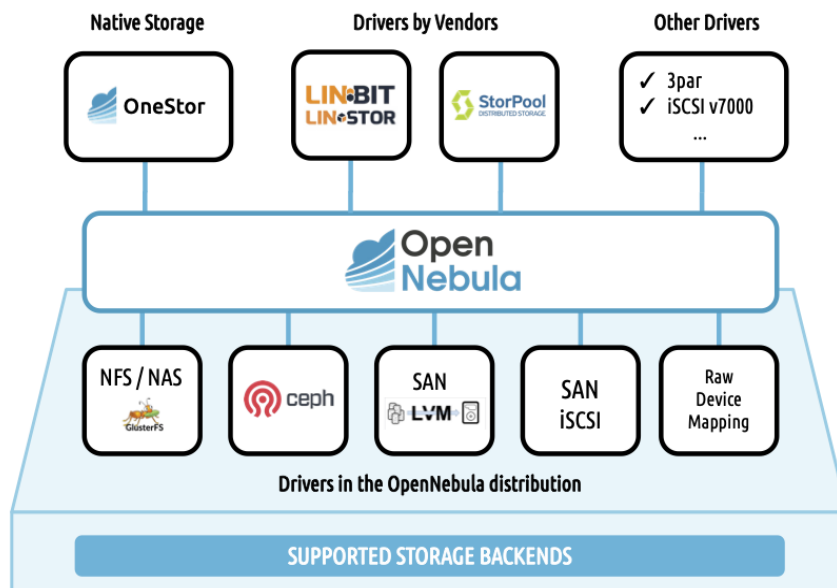 Native Storage
Drivers by Vendors
Other Drivers
OneStor
LINBIT
LINSTOR
StorPool
DISTRIBUTED STORAGE
✓ 3par
✓ iSCSI v7000
...
Open
Nebula
NFS / NAS
GlusterFS
ceph
SAN
LVM
SAN
iSCSI
Raw
Device
Mapping
Drivers in the OpenNebula distribution
SUPPORTED STORAGE BACKENDS